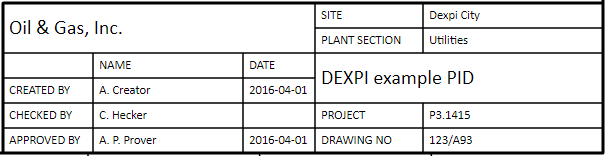 Oil & Gas, Inc.
SITE Dexpi City
PLANT SECTION Utilities
NAME DATE
DEXPI example PID
CREATED BY A. Creator 2016-04-01
CHECKED BY C. Hecker
PROJECT P3.1415
APPROVED BY A. P. Prover 2016-04-01
DRAWING NO 123/A93